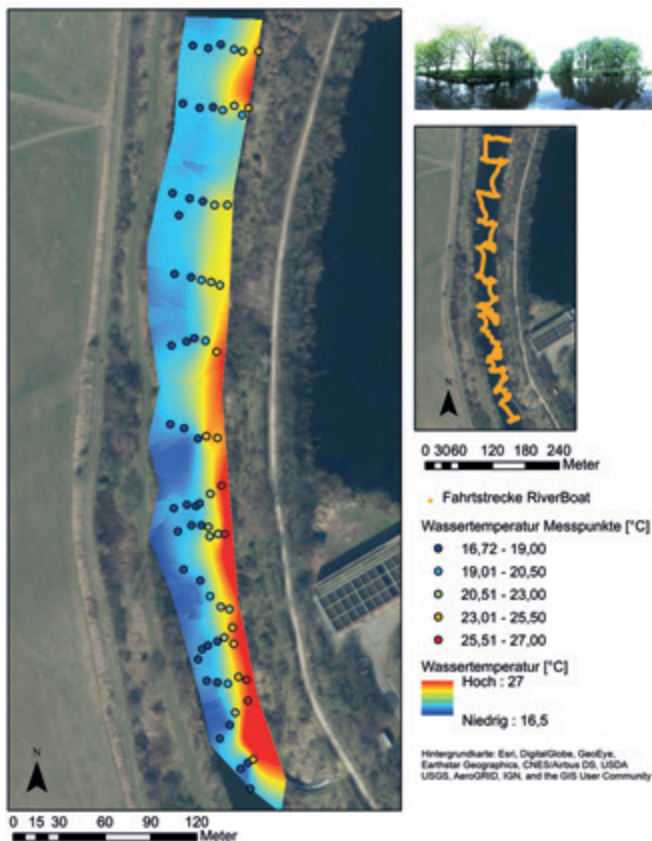 N
0 15 30 60 90 120
Meter
N
0 30 60 120 180 240
Meter
Fahrtstrecke RiverBoat
Wassertemperatur Messpunkte [°C]
16,72 - 19,00
19,01 - 20,50
20,51 - 23,00
23,01 - 25,50
25,51 - 27,00
Wassertemperatur [°C]
Hoch : 27
Niedrig : 16,5
Hintergrundkarte: Esri, DigitalGlobe, GeoEye,
Earthstar Geographics, CNES/Airbus DS, USDA
USGS, AeroGRID, IGN, and the GIS User Community